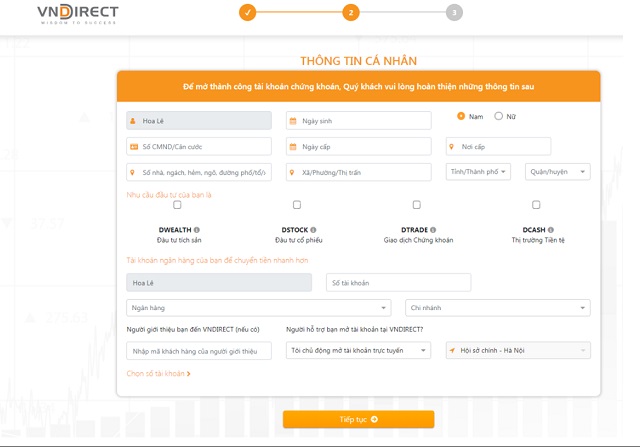 VNDIRECT
WISDOM TO SUCCESS
2
3
THÔNG TIN CÁ NHÂN
Để mở thành công tài khoản chứng khoán, Quý khách vui lòng hoàn thiện những thông tin sau
Hoa Lê
Ngày sinh
Nam
Nữ
Số CMND/Căn cước
Ngày cấp
Nơi cấp
Số nhà, ngách, hẻm, ngõ, đường phố/tổ/
Xã/Phường/Thị trấn
Tỉnh/Thành phố
Quận/huyện
Nhu cầu đầu tư của bạn là
DWEALTH
DSTOCK
DTRADE
DCASH
Đầu tư tích sản
Đầu tư cổ phiếu
Giao dịch Chứng khoán
Thị trường Tiền tệ
Tài khoản ngân hàng của bạn để chuyển tiền nhanh hơn
Hoa Lê
Số tài khoản
Ngân hàng
Chi nhánh
Người giới thiệu bạn đến VNDIRECT (nếu có)
Người hỗ trợ bạn mở tài khoản tại VNDIRECT?
Nhập mã khách hàng của người giới thiệu
Tôi chủ động mở tài khoản trực tuyến
Hội sở chính - Hà Nội
Chọn số tài khoản
Tiếp tục